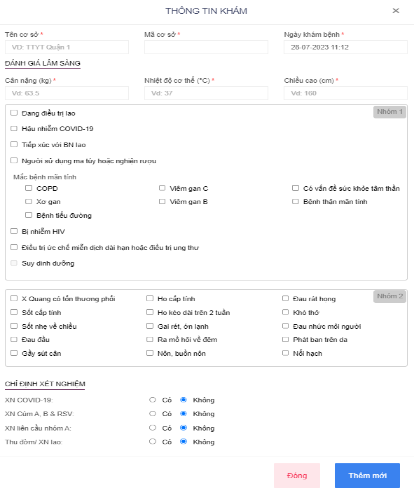 THÔNG TIN KHÁM ×
Tên cơ sở * Mã cơ sở * Ngày khám bệnh *
VD: TTYT Quận 1 28-07-2023 11:12
ĐÁNH GIÁ LÂM SÀNG
Cân nặng (kg) * Nhiệt độ cơ thể (°C) * Chiều cao (cm) *
Vd: 63.5 Vd: 37 Vd: 160
Đang điều trị lao Nhóm 1
Hậu nhiễm COVID-19
Tiếp xúc với BN lao
Người sử dụng ma túy hoặc nghiện rượu
Mắc bệnh mãn tính
COPD Viêm gan C Có vấn đề sức khỏe tâm thần
Xơ gan Viêm gan B Bệnh thận mãn tính
Bệnh tiểu đường
Bị nhiễm HIV
Điều trị ức chế miễn dịch dài hạn hoặc điều trị ung thư
Suy dinh dưỡng
X Quang có tổn thương phổi Ho cấp tính Đau rát họng Nhóm 2
Sốt cấp tính Ho kéo dài trên 2 tuần Khó thở
Sốt nhẹ về chiều Gai rét, ớn lạnh Đau nhức mỏi người
Đau đầu Ra mồ hôi về đêm Phát ban trên da
Gầy sút cân Nôn, buồn nôn Nổi hạch
CHỈ ĐỊNH XÉT NGHIỆM
XN COVID-19: Có Không
XN Cúm A, B & RSV: Có Không
XN liên cầu nhóm A: Có Không
Thu đờm/ XN lao: Có Không
Đóng Thêm mới